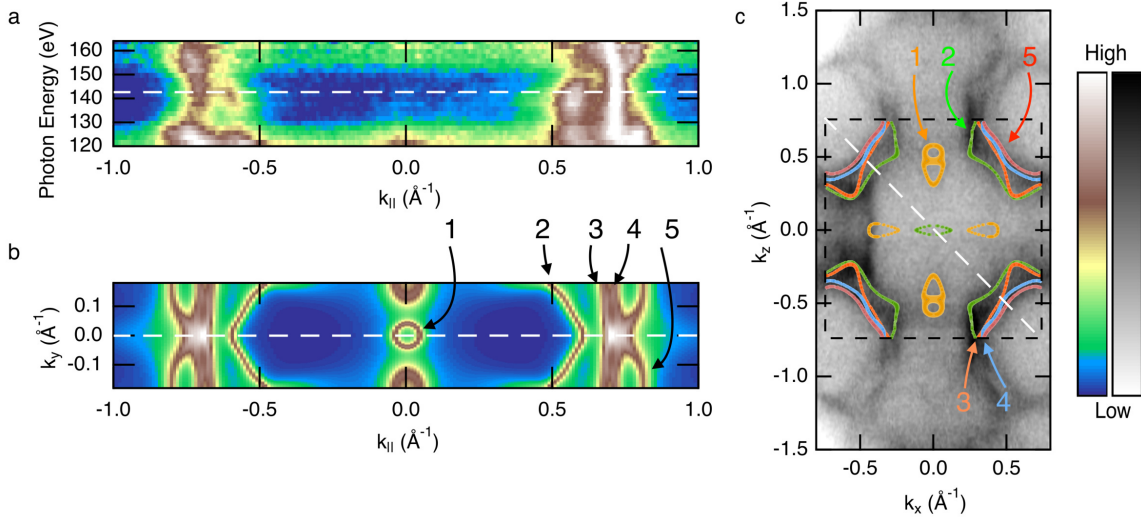 a
Photon Energy (eV)
160
150
140
130
120
-1.0 -0.5 0.0 0.5 1.0
k|| (Å-1)
b
1 2 3 4 5
ky (Å-1)
0.1
0.0
-0.1
-1.0 -0.5 0.0 0.5 1.0
k|| (Å-1)
c
kz (Å-1)
1.5
1.0
0.5
0.0
-0.5
-1.0
-1.5
1 2 5
3 4
-0.5 0.0 0.5
kx (Å-1)
High
Low